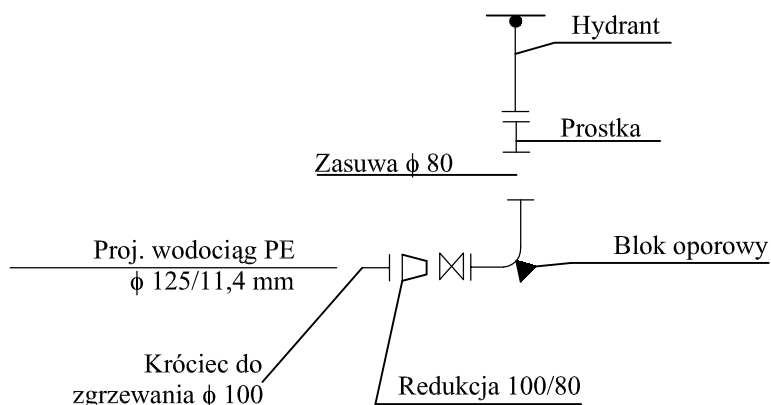 Hydrant
Prostka
Zasuwa ϕ 80
Proj. wodociąg PE
ϕ 125/11,4 mm
Blok oporowy
Króciec do
zgrzewania ϕ 100
Redukcja 100/80